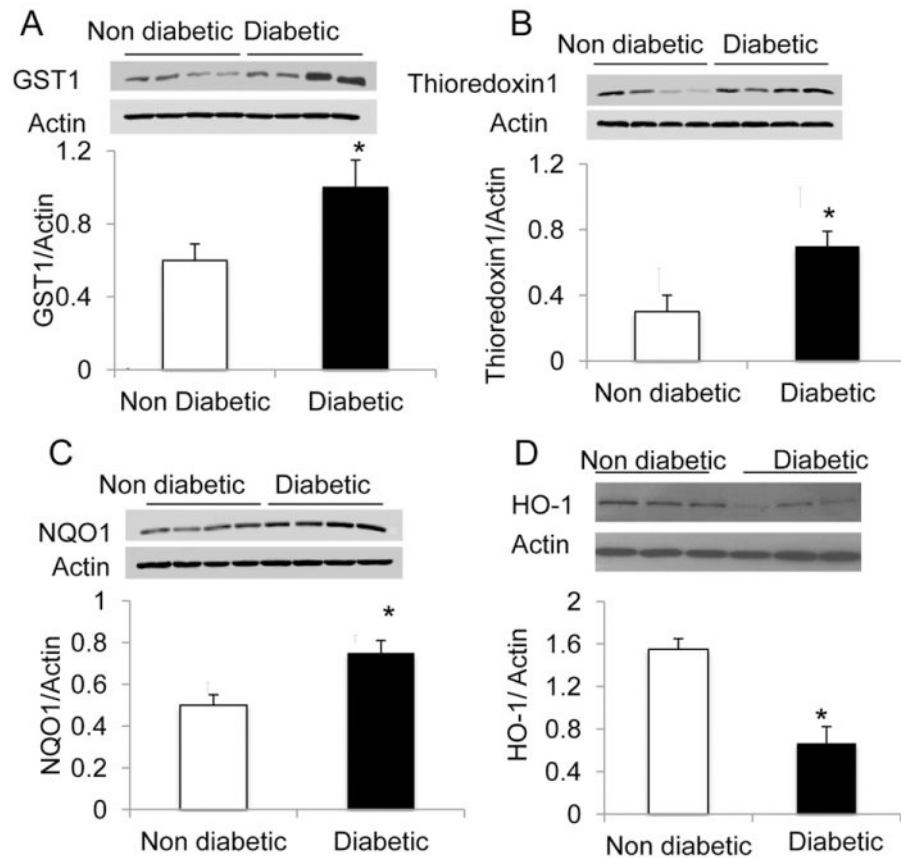 A
Non diabetic Diabetic
GST1
Actin
1.2
0.8
0.4
0
GST1/Actin
*
Non Diabetic Diabetic
B
Non diabetic Diabetic
Thioredoxin1
Actin
1.2
0.8
0.4
0
Thioredoxin1/Actin
*
Non diabetic Diabetic
C
Non diabetic Diabetic
NQO1
Actin
1
0.8
0.6
0.4
0.2
0
NQO1/Actin
*
Non diabetic Diabetic
D
Non diabetic Diabetic
HO-1
Actin
2
1.6
1.2
0.8
0.4
0
HO-1/ Actin
*
Non diabetic Diabetic